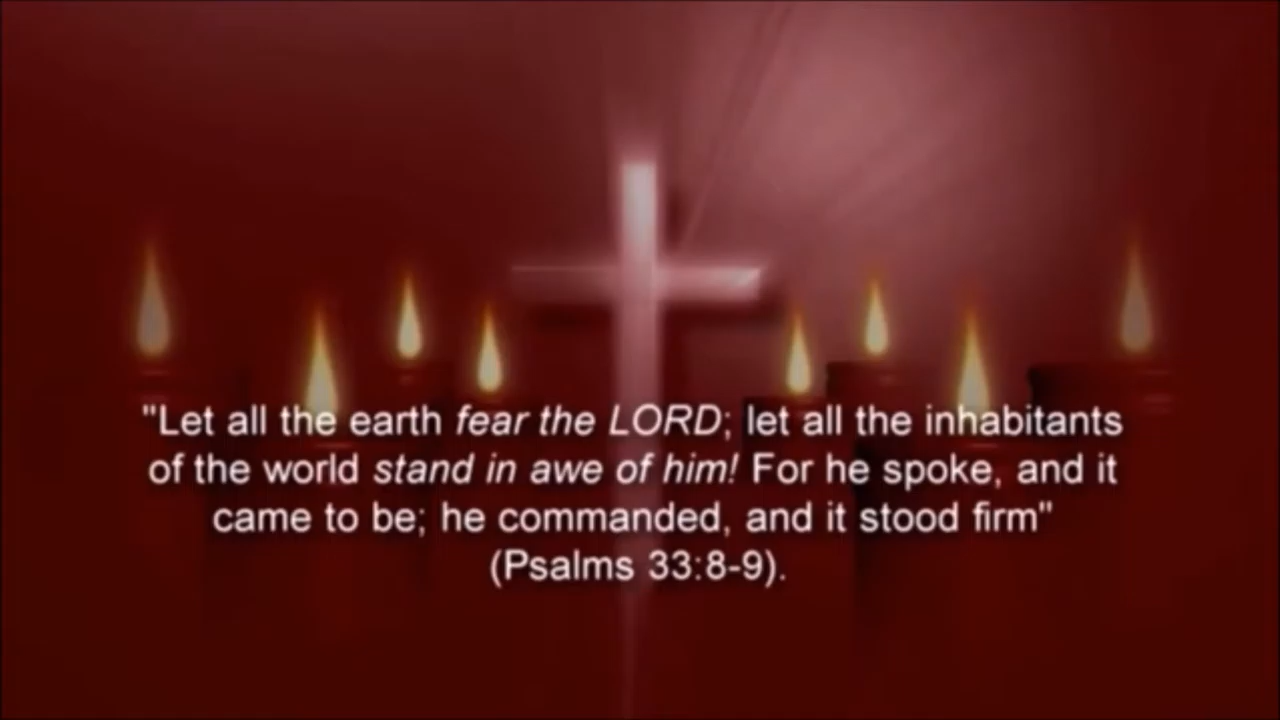 "Let all the earth fear the LORD; let all the inhabitants
of the world stand in awe of him! For he spoke, and it
came to be; he commanded, and it stood firm"
(Psalms 33:8-9).